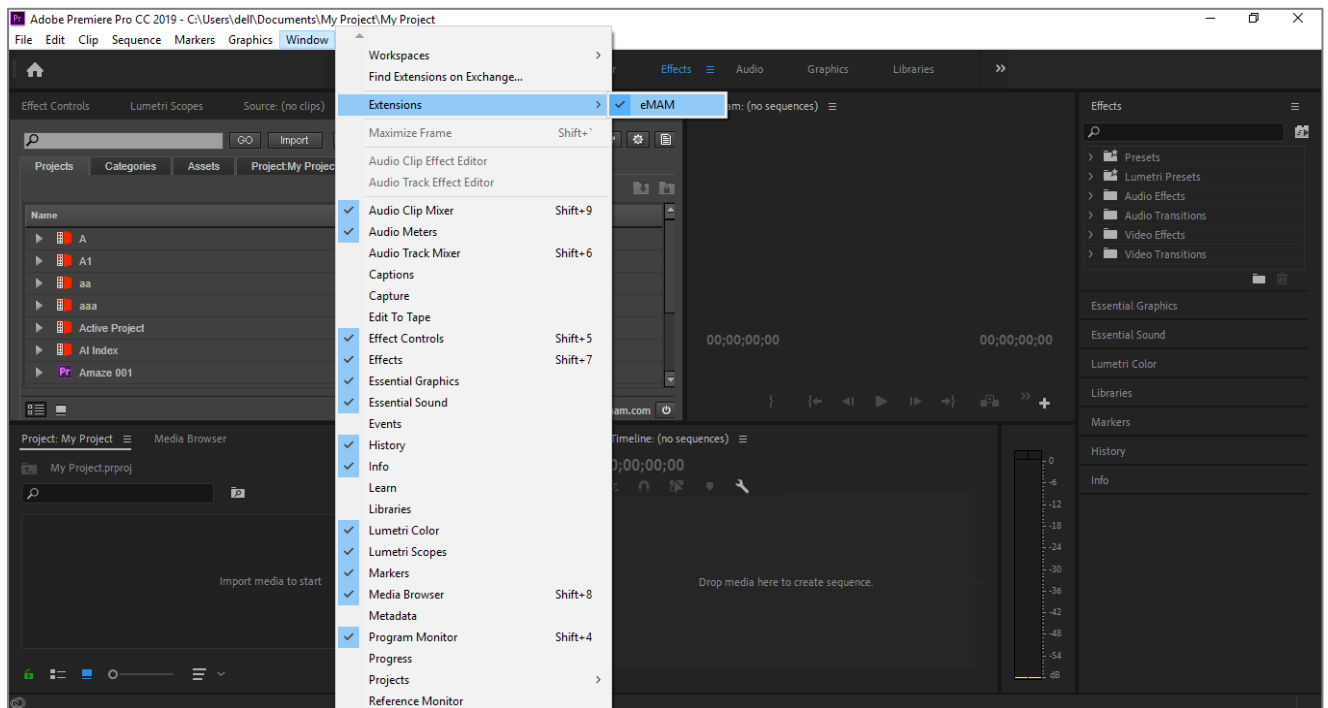 Pr Adobe Premiere Pro CC 2019 - C:\Users\dell\Documents\My Project\My Project
File Edit Clip Sequence Markers Graphics Window
Effects Audio Graphics Libraries
Effect Controls Lumetri Scopes Source: (no clips)
(no sequences)
GO Import
Projects Categories Assets Project:My Projec
Name
A
A1
aa
aaa
Active Project
AI Index
Pr Amaze 001
am.com
Workspaces
Find Extensions on Exchange...
Extensions
eMAM
Maximize Frame Shift+`
Audio Clip Effect Editor
Audio Track Effect Editor
Audio Clip Mixer Shift+9
Audio Meters
Audio Track Mixer Shift+6
Captions
Capture
Edit To Tape
Effect Controls Shift+5
Effects Shift+7
Essential Graphics
Essential Sound
Events
History
Info
Learn
Libraries
Lumetri Color
Lumetri Scopes
Markers
Media Browser Shift+8
Metadata
Program Monitor Shift+4
Progress
Projects
Reference Monitor
00;00;00;00 00;00;00;00
Effects
Presets
Lumetri Presets
Audio Effects
Audio Transitions
Video Effects
Video Transitions
Essential Graphics
Essential Sound
Lumetri Color
Libraries
Markers
History
Info
Project: My Project Media Browser
My Project.prproj
Import media to start
Timeline: (no sequences)
;00;00;00
Drop media here to create sequence.
0
-6
-12
-18
-24
-30
-36
-42
-48
-54
dB